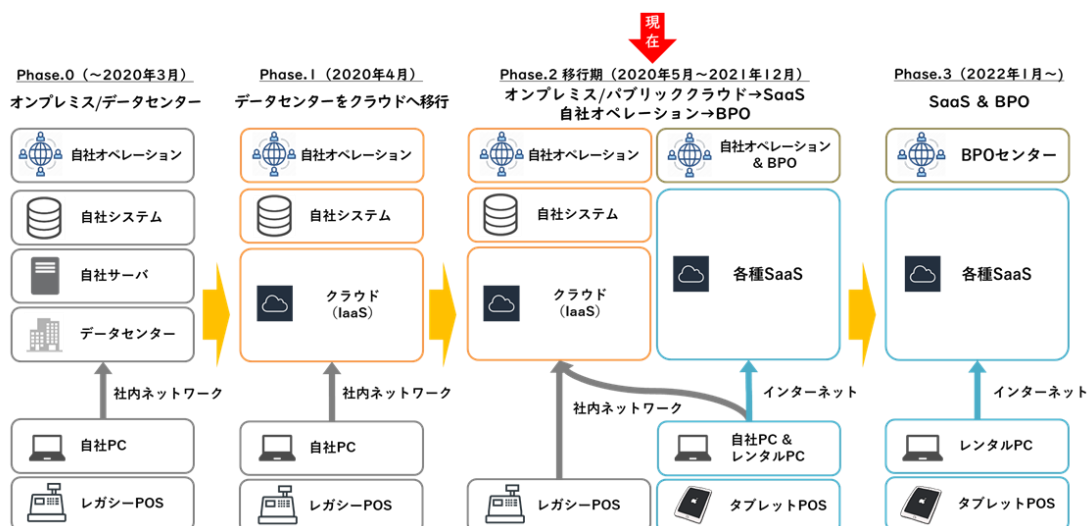 現
在
Phase.0（～2020年3月）
オンプレミス/データセンター
自社オペレーション
自社システム
自社サーバ
データセンター
社内ネットワーク
自社PC
レガシーPOS
Phase.1（2020年4月）
データセンターをクラウドへ移行
自社オペレーション
自社システム
クラウド
（IaaS）
社内ネットワーク
自社PC
レガシーPOS
Phase.2 移行期（2020年5月～2021年12月）
オンプレミス/パブリッククラウド→SaaS
自社オペレーション→BPO
自社オペレーション
自社システム
クラウド
（IaaS）
社内ネットワーク
レガシーPOS
自社オペレーション
& BPO
各種SaaS
インターネット
自社PC &
レンタルPC
タブレットPOS
Phase.3（2022年1月~）
SaaS & BPO
BPOセンター
各種SaaS
インターネット
レンタルPC
タブレットPOS